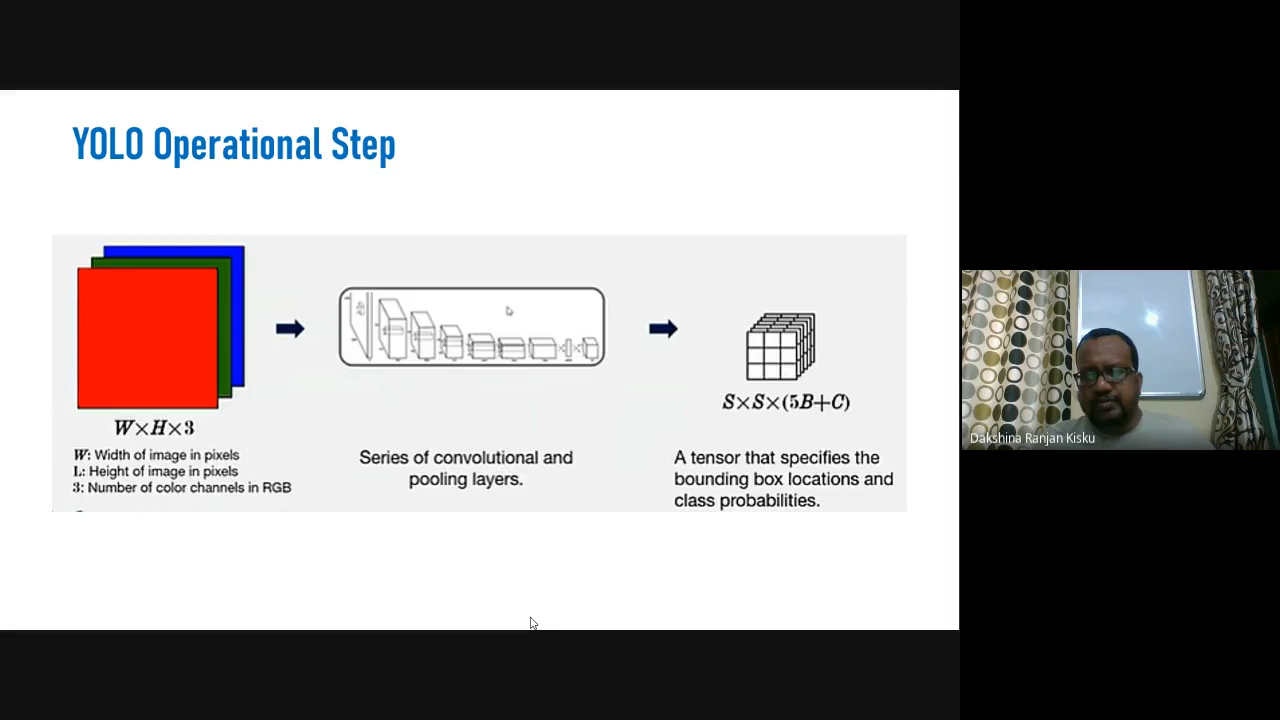 YOLO Operational Step
W×H×3
W: Width of image in pixels
L: Height of image in pixels
3: Number of color channels in RGB
Series of convolutional and
pooling layers.
S×S×(5B+C)
A tensor that specifies the
bounding box locations and
class probabilities.
Dakshina Ranjan Kisku